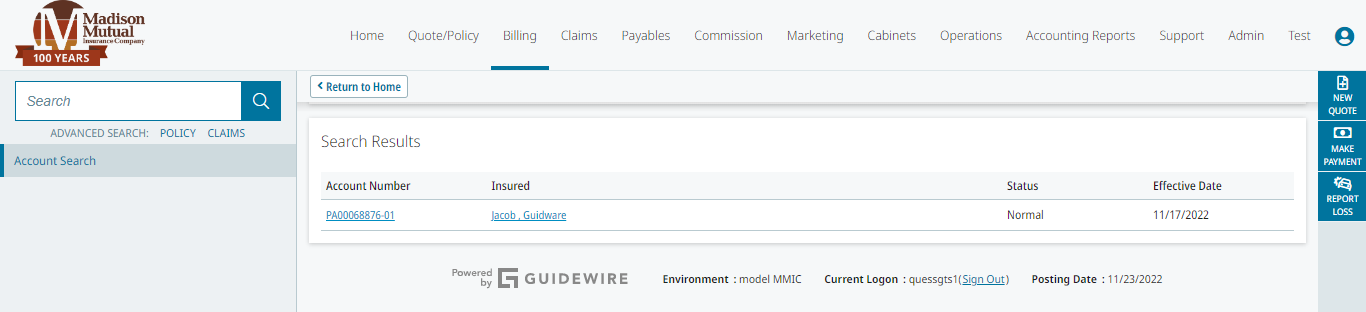 Madison
Mutual
Insurance Company
100 YEARS
Home Quote/Policy Billing Claims Payables Commission Marketing Cabinets Operations Accounting Reports Support Admin Test
Search
ADVANCED SEARCH: POLICY CLAIMS
Account Search
Return to Home
Search Results
Account Number Insured Status Effective Date
PA00068876-01 Jacob , Guidware Normal 11/17/2022
Powered by GUIDEWIRE Environment : model MMIC Current Logon : quessgts1(Sign Out) Posting Date : 11/23/2022
NEW
QUOTE
MAKE
PAYMENT
REPORT
LOSS